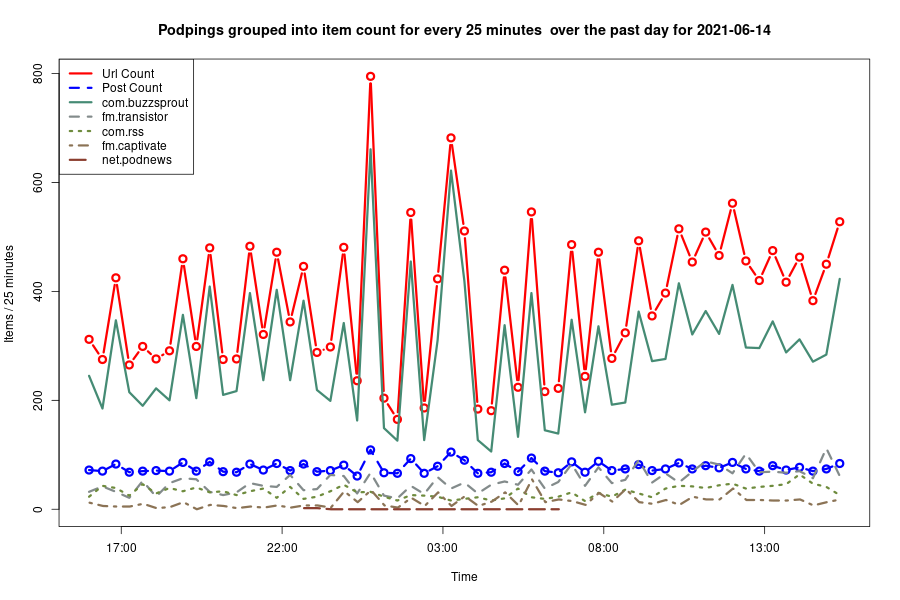 Podpings grouped into item count for every 25 minutes  over the past day for 2021-06-14
Items / 25 minutes
800
600
400
200
0
Url Count
Post Count
com.buzzsprout
fm.transistor
com.rss
fm.captivate
net.podnews
17:00 22:00 03:00 08:00 13:00
Time